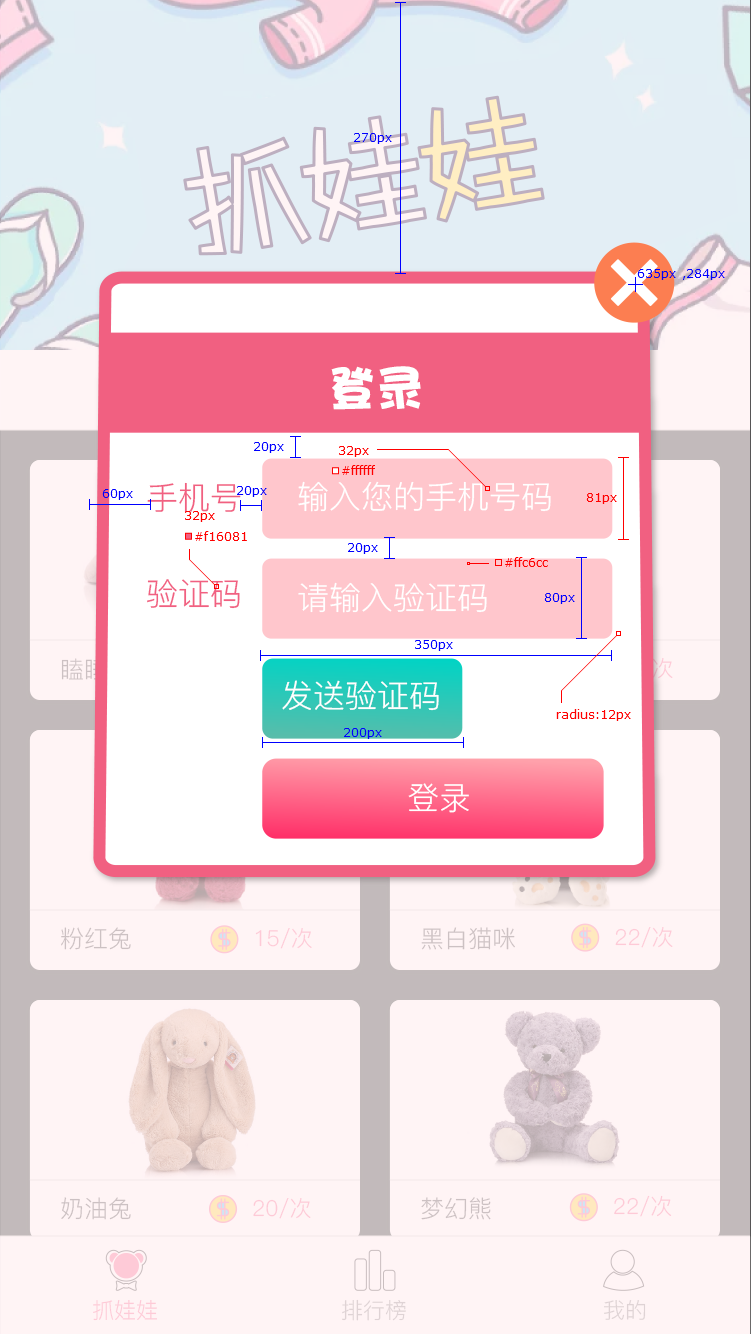 270px
抓娃娃
635px ,284px
登录
20px
32px
#ffffff
60px
手机号
20px
输入您的手机号码
81px
32px
#f16081
20px
#ffc6cc
验证码
请输入验证码
80px
350px
瞌睡
次
发送验证码
radius:12px
200px
登录
粉红兔
15/次
黑白猫咪
22/次
奶油兔
20/次
梦幻熊
22/次
抓娃娃
排行榜
我的